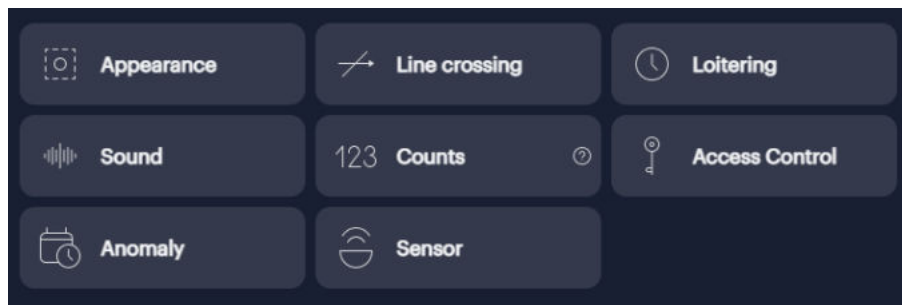 Appearance
Line crossing
Loitering
Sound
123 Counts
Access Control
Anomaly
Sensor